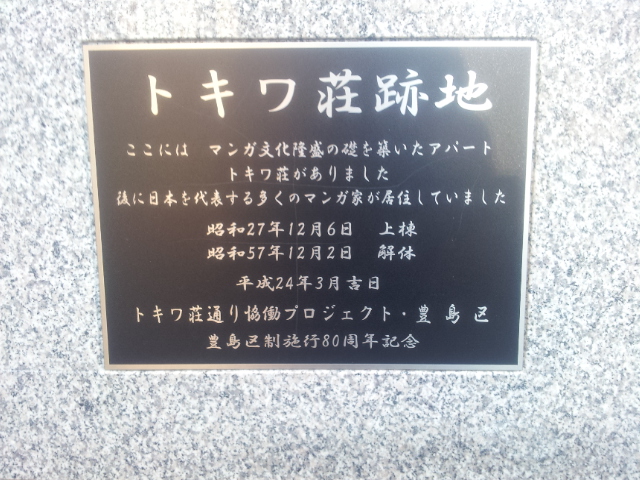 トキワ荘跡地
ここには　マンガ文化隆盛の礎を築いたアパート
トキワ荘がありました
後に日本を代表する多くのマンガ家が居住していました
昭和27年12月6日　上棟
昭和57年12月2日　解体
平成24年3月吉日
トキワ荘通り協働プロジェクト・豊島区
豊島区制施行80周年記念